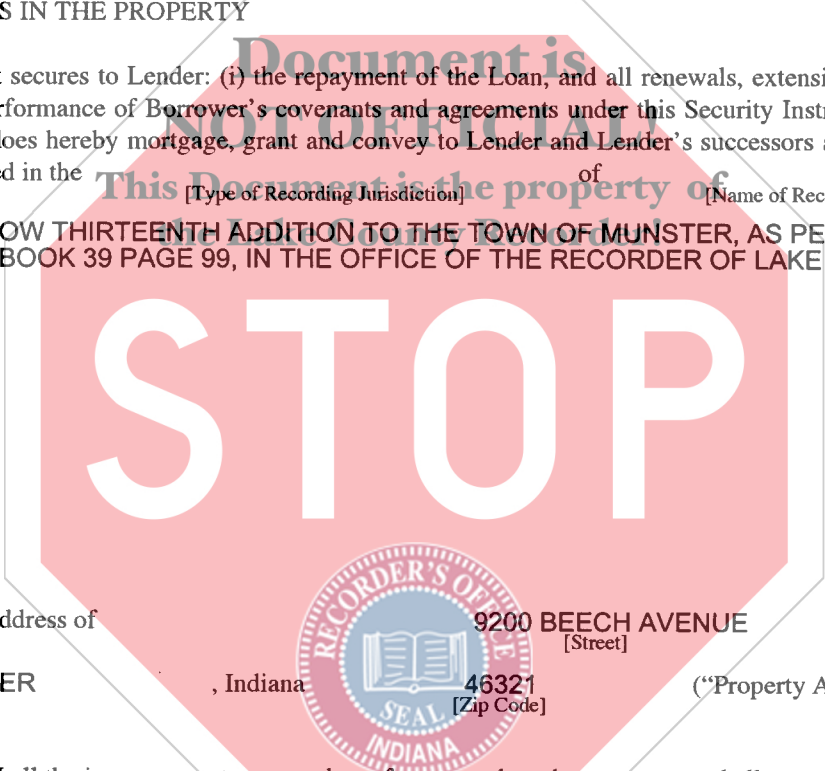 S IN THE PROPERTY
Document is
secures to Lender: (i) the repayment of the Loan, and all renewals, extensi
rformance of Borrower's covenants and agreements under this Security Instr
NOT OFFICIAL!
oes hereby mortgage, grant and convey to Lender and Lender's successors a
d in the of
This Document is the property of
[Type of Recording Jurisdiction] [Name of Rec
the Lake County Recorder!
OW THIRTEENTH ADDITION TO THE TOWN OF MUNSTER, AS PE
BOOK 39 PAGE 99, IN THE OFFICE OF THE RECORDER OF LAKE
STOP
RECORDER'S OFFICE
ddress of 9200 BEECH AVENUE
[Street]
ER , Indiana 46321 ("Property A
[Zip Code]
SEAL
INDIANA